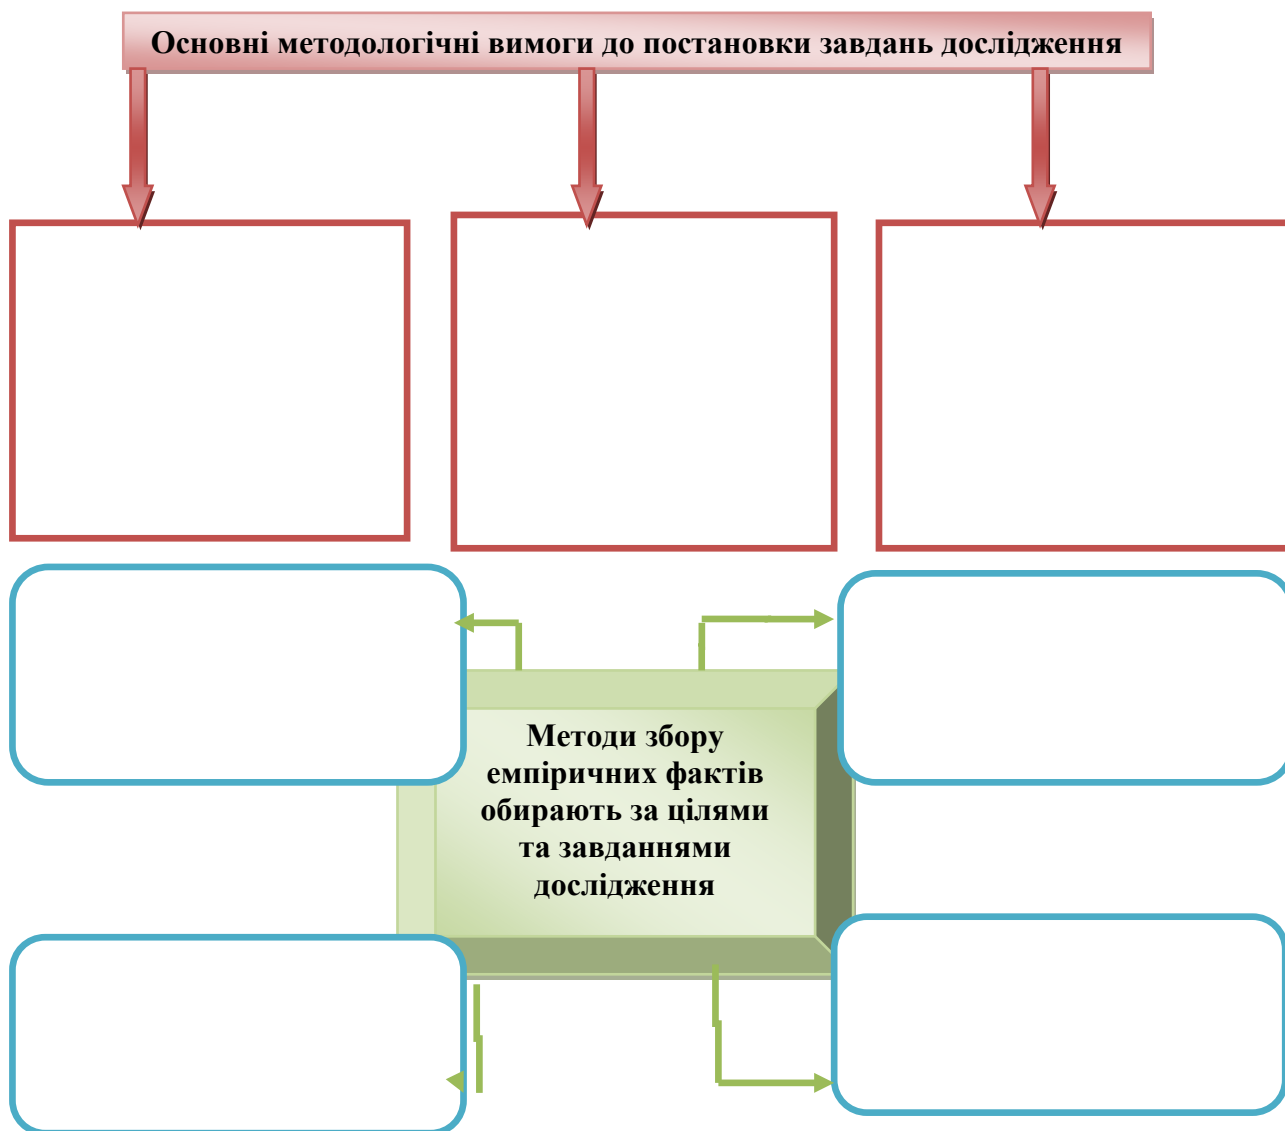 Основні методологічні вимоги до постановки завдань дослідження
Методи збору
емпіричних фактів
обирають за цілями
та завданнями
дослідження